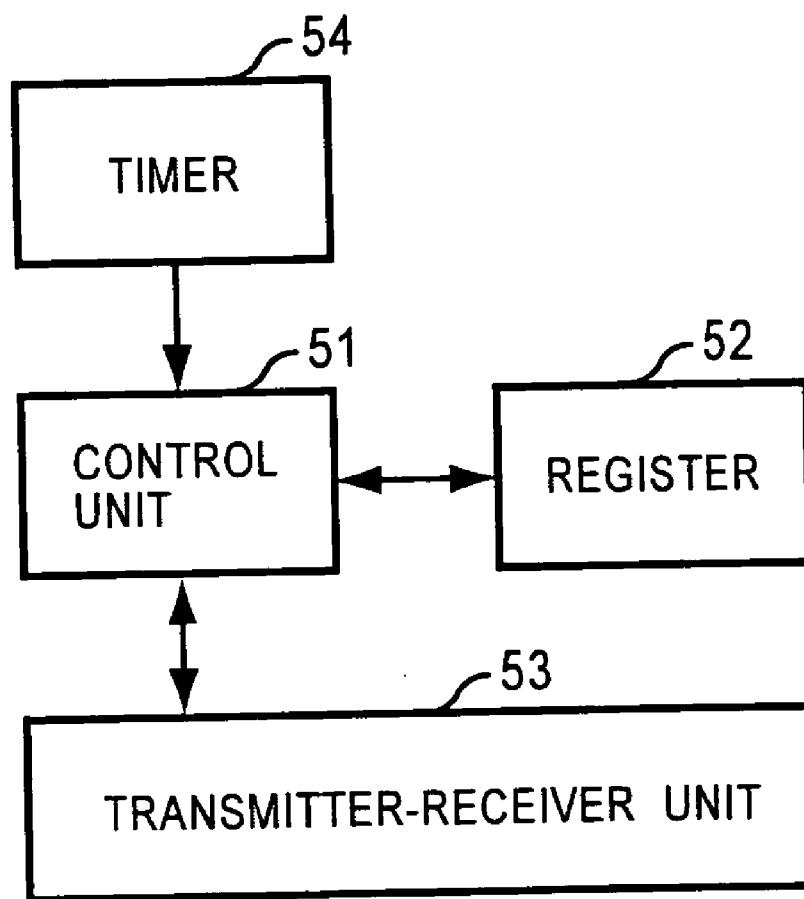 54
TIMER
51
52
CONTROL
UNIT
REGISTER
53
TRANSMITTER-RECEIVER UNIT